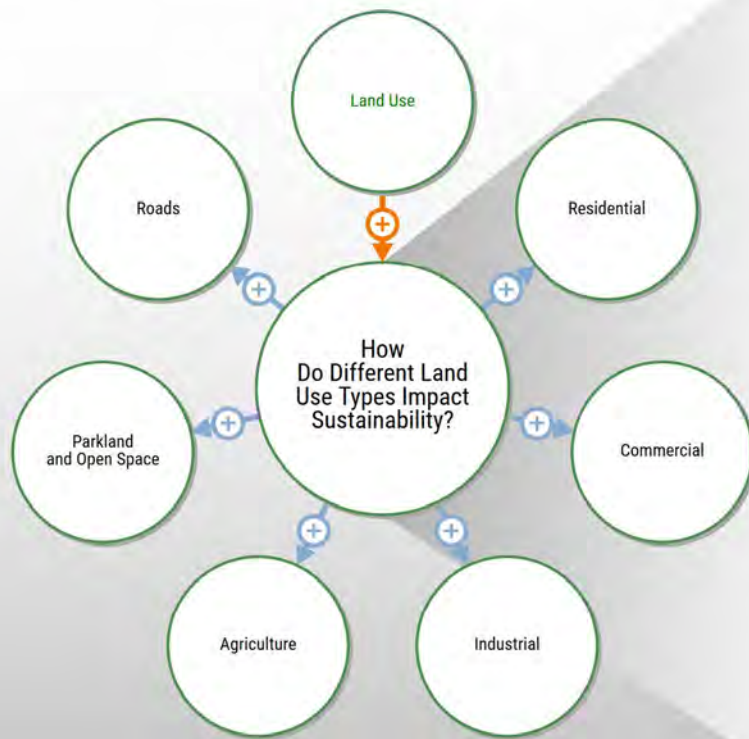 Land Use
Roads
Residential
How
Do Different Land
Use Types Impact
Sustainability?
Parkland
and Open Space
Commercial
Agriculture
Industrial